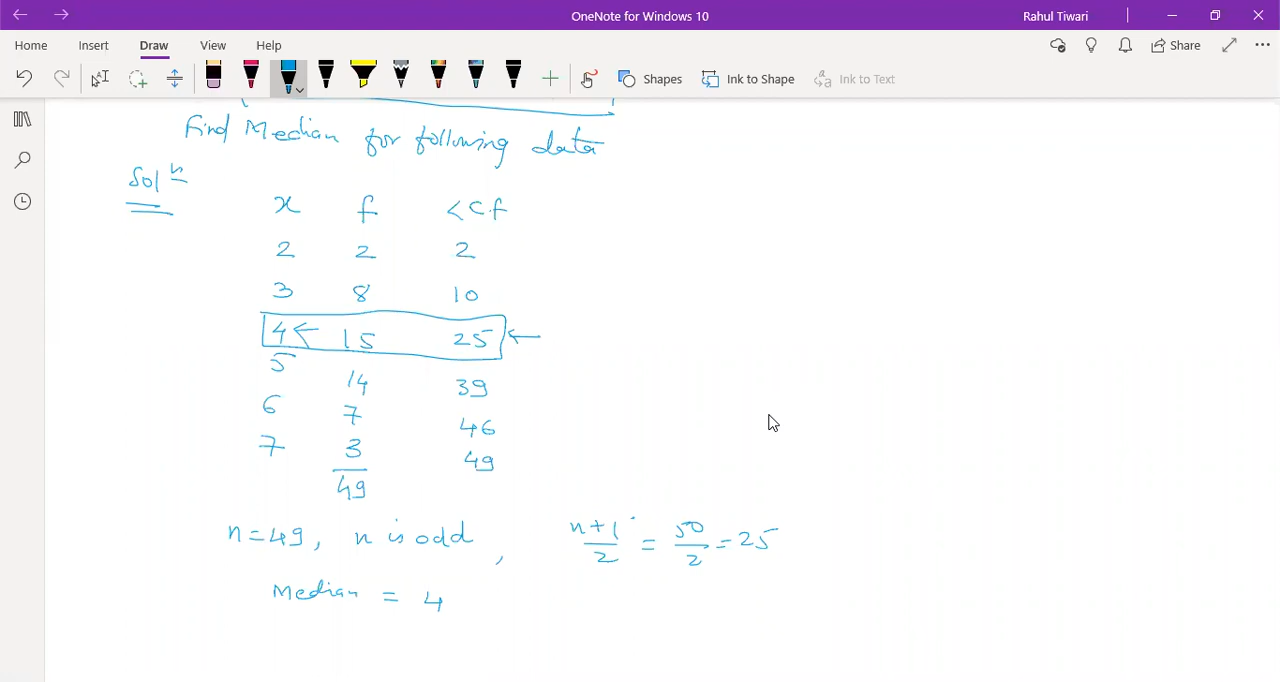 OneNote for Windows 10
Rahul Tiwari
Home Insert Draw View Help
Share
Shapes Ink to Shape Ink to Text
Find Median for following data
Solⁿ
x f <c.f
2 2 2
3 8 10
4 ← 15 25 ←
5 14 39
6 7 46
7 3 49
49
n=49, n is odd, n+1/2 = 50/2 = 25
Median = 4